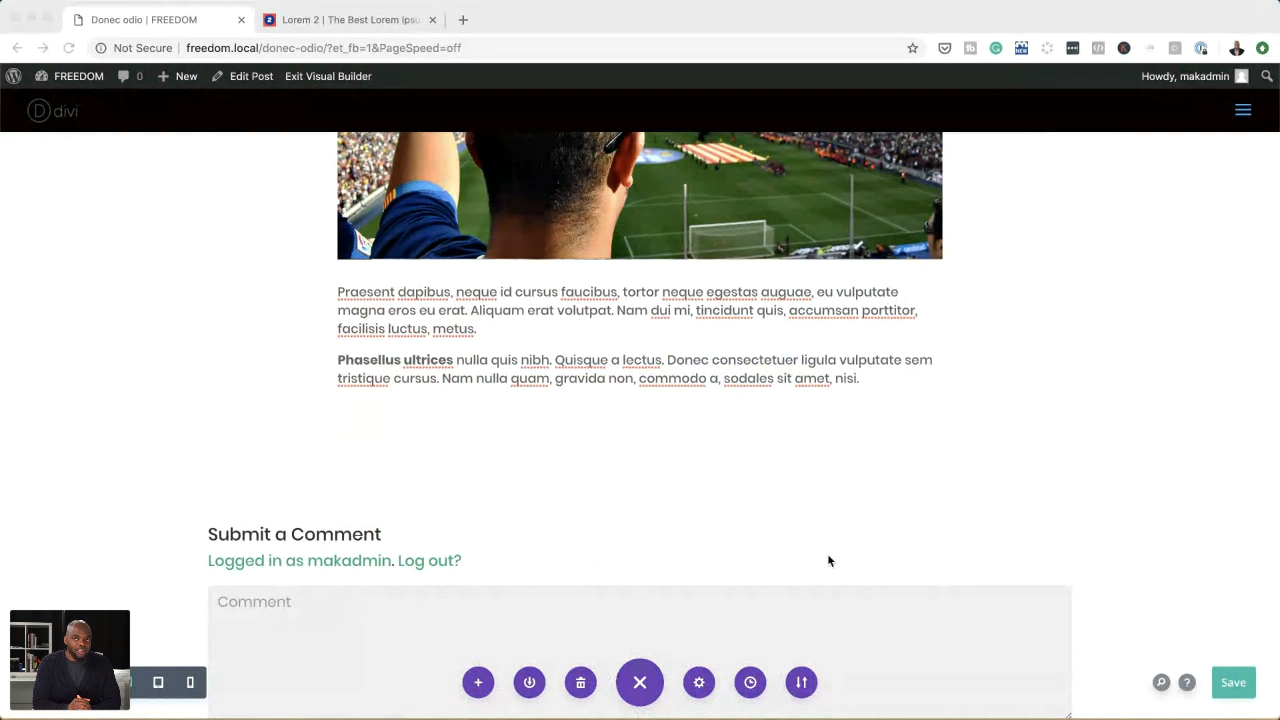 Donec odio | FREEDOM
Lorem 2 | The Best Lorem Ipsu
Not Secure | freedom.local/donec-odio/?et_fb=1&PageSpeed=off
FREEDOM 0 New Edit Post Exit Visual Builder Howdy, makadmin
divi
Praesent dapibus, neque id cursus faucibus, tortor neque egestas auguae, eu vulputate
magna eros eu erat. Aliquam erat volutpat. Nam dui mi, tincidunt quis, accumsan porttitor,
facilisis luctus, metus.
Phasellus ultrices nulla quis nibh. Quisque a lectus. Donec consectetuer ligula vulputate sem
tristique cursus. Nam nulla quam, gravida non, commodo a, sodales sit amet, nisi.
Submit a Comment
Logged in as makadmin. Log out?
Comment
Save